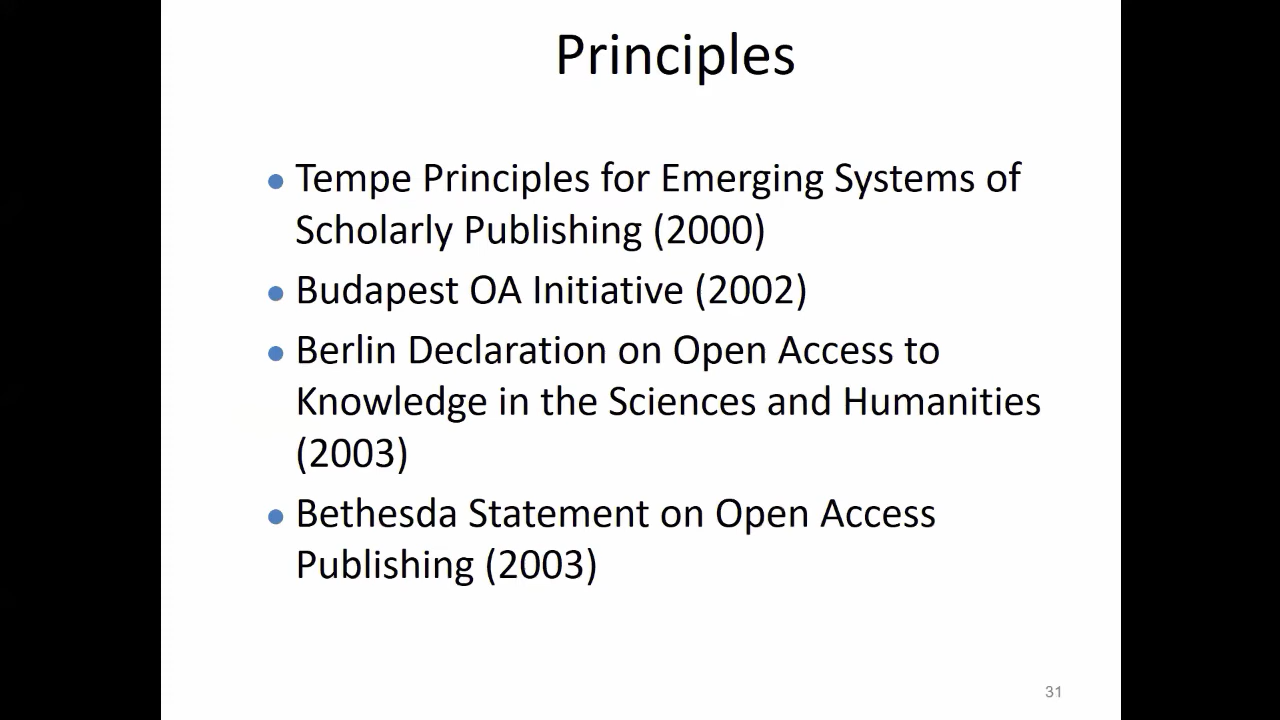 Principles
• Tempe Principles for Emerging Systems of
Scholarly Publishing (2000)
• Budapest OA Initiative (2002)
• Berlin Declaration on Open Access to
Knowledge in the Sciences and Humanities
(2003)
• Bethesda Statement on Open Access
Publishing (2003)
31